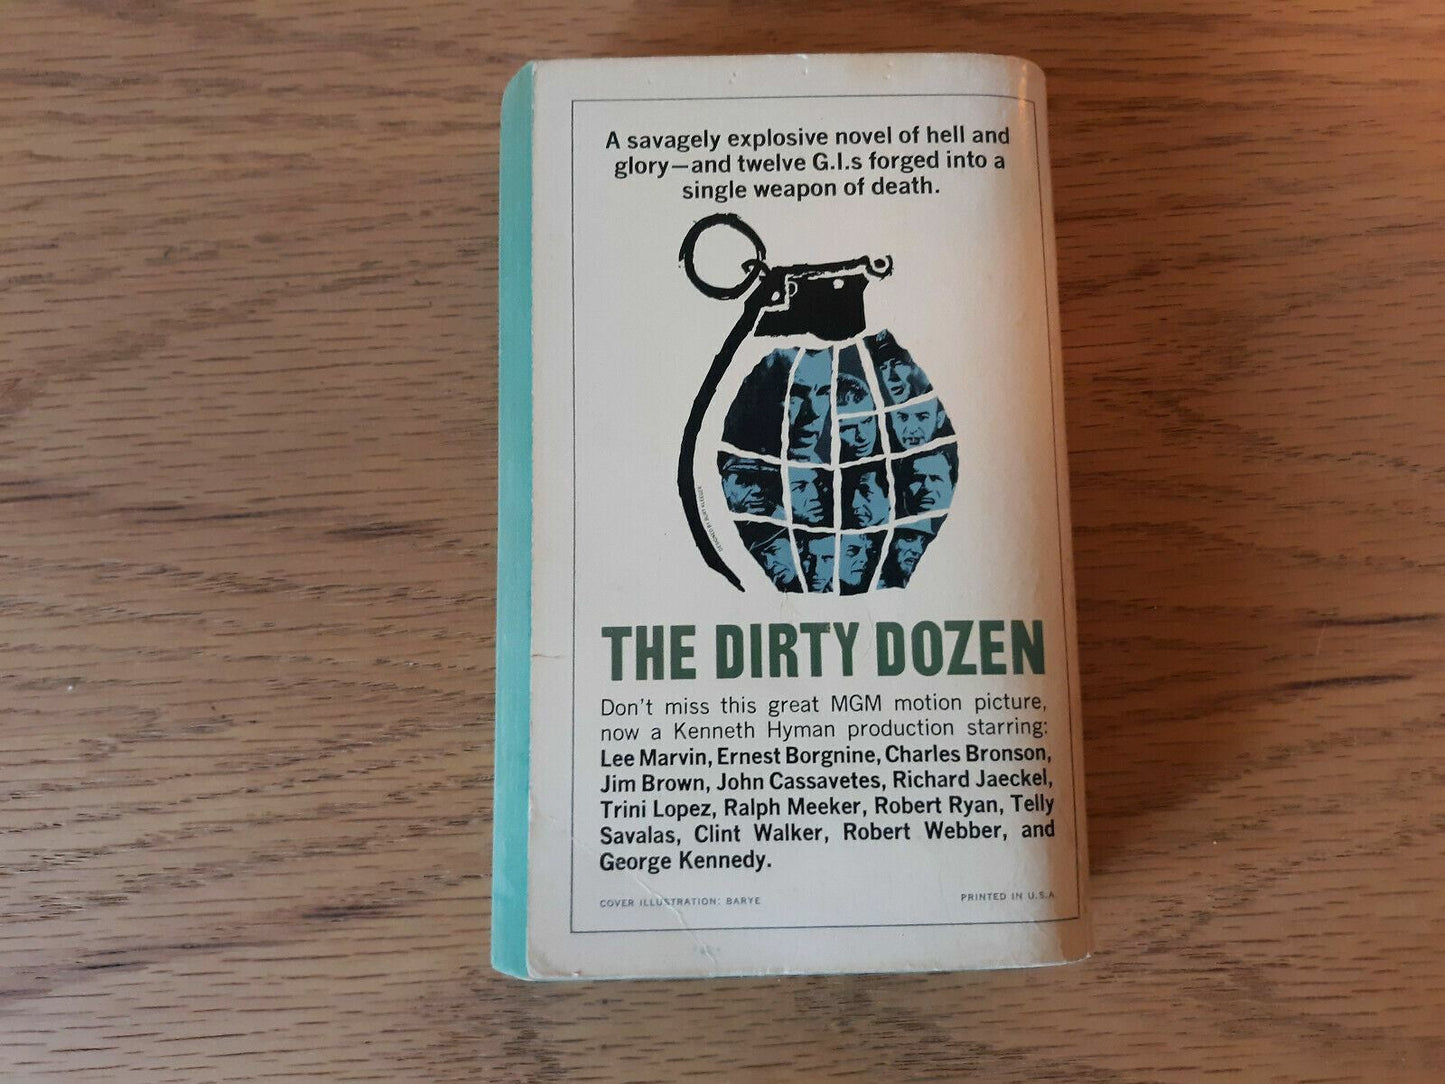 A savagely explosive novel of hell and
glory—and twelve G.I.s forged into a
single weapon of death.
THE DIRTY DOZEN
Don't miss this great MGM motion picture,
now a Kenneth Hyman production starring:
Lee Marvin, Ernest Borgnine, Charles Bronson,
Jim Brown, John Cassavetes, Richard Jaeckel,
Trini Lopez, Ralph Meeker, Robert Ryan, Telly
Savalas, Clint Walker, Robert Webber, and
George Kennedy.
COVER ILLUSTRATION: BARYE
PRINTED IN U.S.A